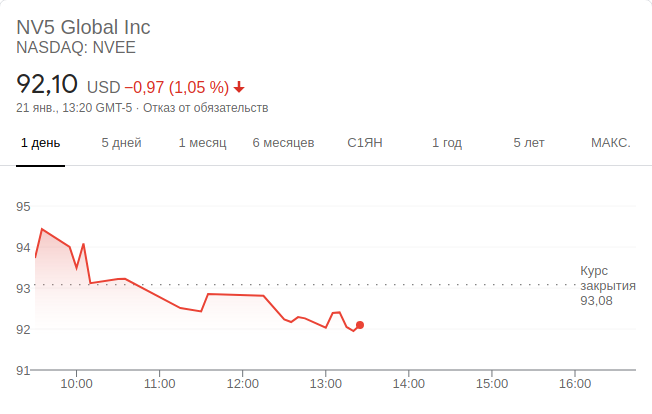 NV5 Global Inc
NASDAQ: NVEE
92,10 USD −0,97 (1,05 %)
21 янв., 13:20 GMT-5 · Отказ от обязательств
1 день 5 дней 1 месяц 6 месяцев С1ЯН 1 год 5 лет МАКС.
95
94
93
92
91
Курс
закрытия
93,08
10:00 11:00 12:00 13:00 14:00 15:00 16:00